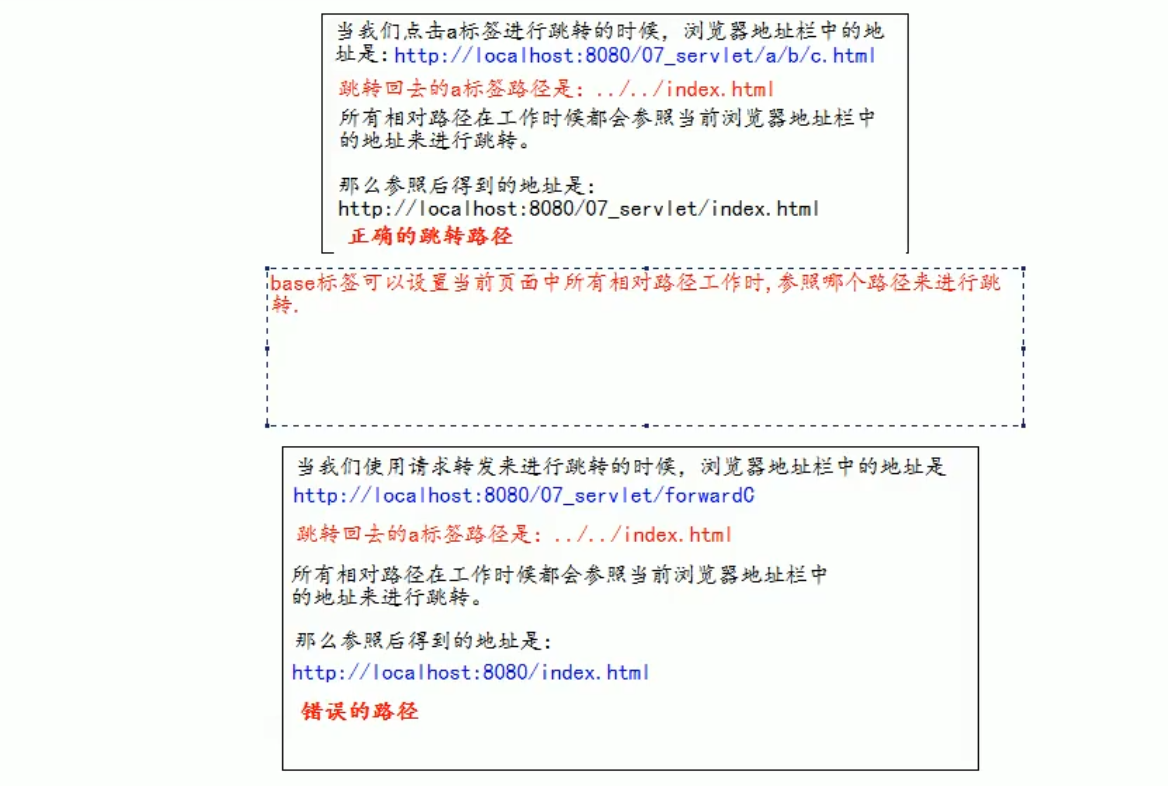 当我们点击a标签进行跳转的时候，浏览器地址栏中的地
址是：http://localhost:8080/07_servlet/a/b/c.html
跳转回去的a标签路径是：../../index.html
所有相对路径在工作时候都会参照当前浏览器地址栏中
的地址来进行跳转。
那么参照后得到的地址是：
http://localhost:8080/07_servlet/index.html
正确的跳转路径
base标签可以设置当前页面中所有相对路径工作时,参照哪个路径来进行跳
转.
当我们使用请求转发来进行跳转的时候，浏览器地址栏中的地址是
http://localhost:8080/07_servlet/forwardC
跳转回去的a标签路径是：../../index.html
所有相对路径在工作时候都会参照当前浏览器地址栏中
的地址来进行跳转。
那么参照后得到的地址是：
http://localhost:8080/index.html
错误的路径